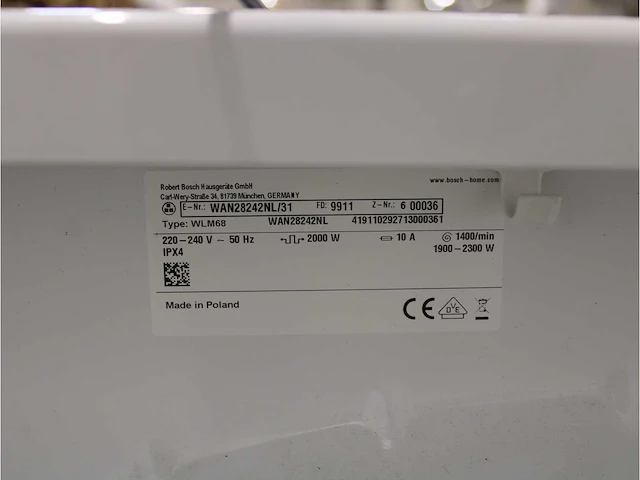 Robert Bosch Hausgeräte GmbH
Carl-Wery-Straße 34, 81739 München, GERMANY
www.bosch-home.com
E-Nr.: WAN28242NL/31 FD: 9911 Z-Nr.: 6 00036
Type: WLM68 WAN28242NL 419110292713000361
220-240 V ~ 50 Hz 2000 W 10 A 1400/min
IPX4 1900-2300 W
Made in Poland
CE VDE